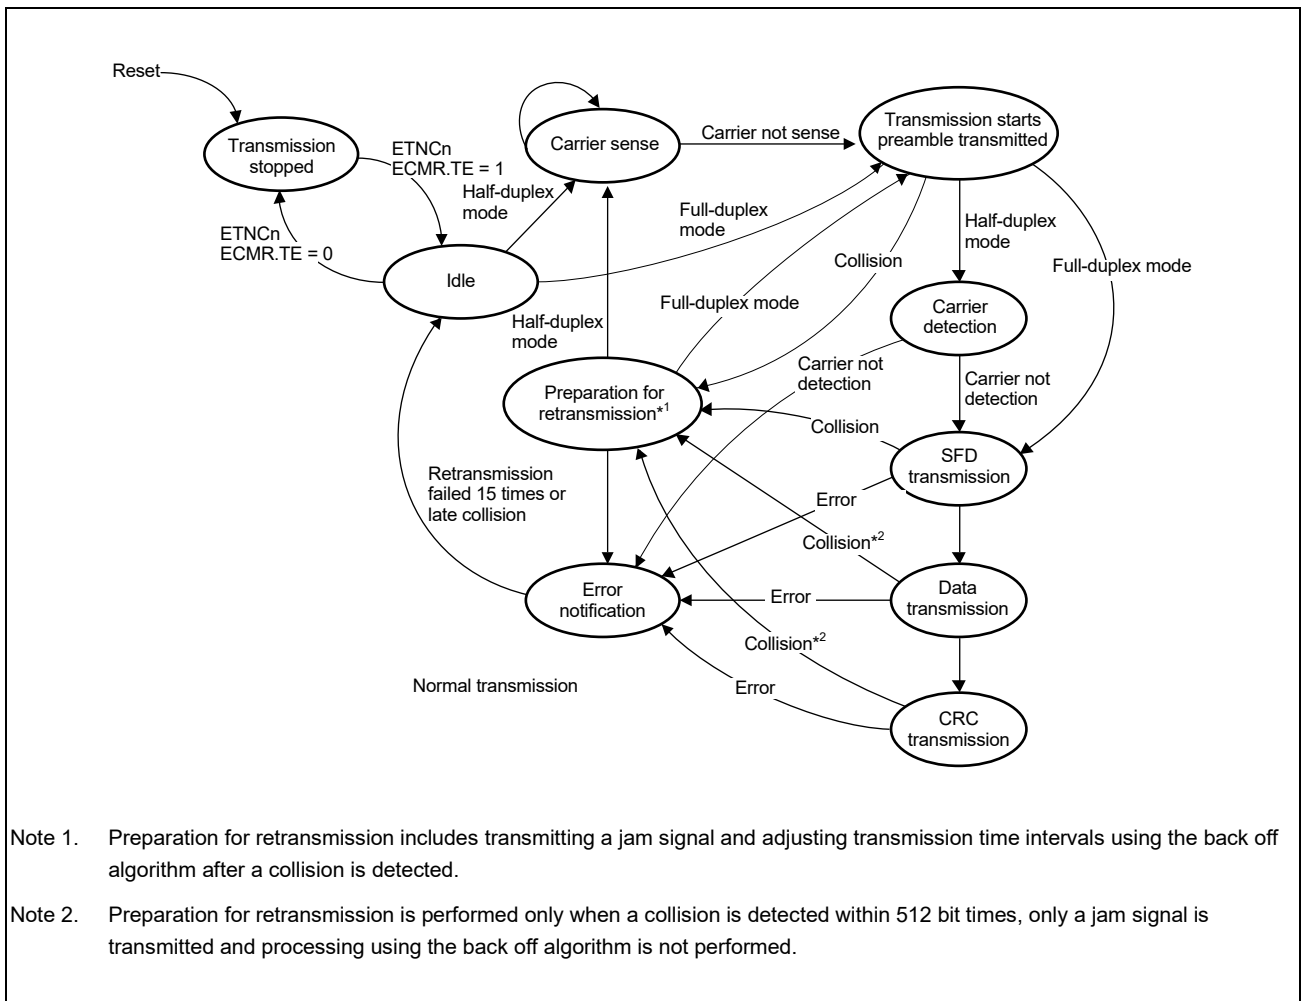 Reset
Transmission
stopped
ETNCn
ECMR.TE = 1
Carrier sense
Carrier not sense
Transmission starts
preamble transmitted
Half-duplex
mode
ETNCn
ECMR.TE = 0
Idle
Full-duplex
mode
Half-duplex
mode
Full-duplex mode
Collision
Full-duplex mode
Carrier
detection
Half-duplex
mode
Carrier not
detection
Carrier not
detection
Preparation for
retransmission*1
Collision
SFD
transmission
Retransmission
failed 15 times or
late collision
Error
Collision*2
Error
notification
Error
Data
transmission
Collision*2
Normal transmission
Error
CRC
transmission
Note 1. Preparation for retransmission includes transmitting a jam signal and adjusting transmission time intervals using the back off
algorithm after a collision is detected.
Note 2. Preparation for retransmission is performed only when a collision is detected within 512 bit times, only a jam signal is
transmitted and processing using the back off algorithm is not performed.